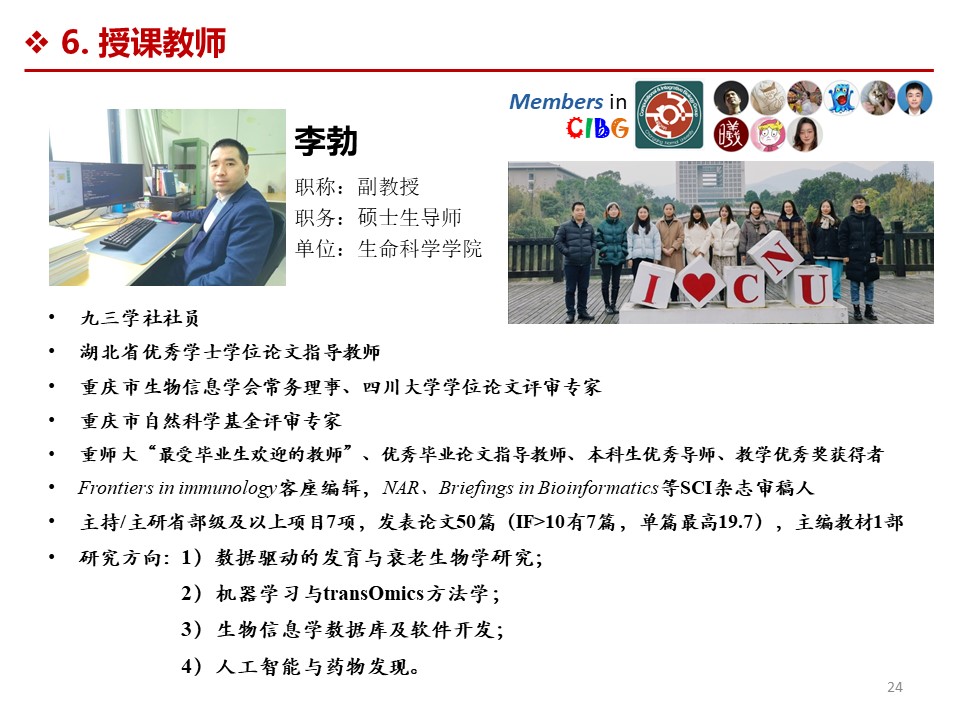 ❖ 6. 授课教师
Members in
CIBG
李勃
职称：副教授
职务：硕士生导师
单位：生命科学学院
曦
I ❤ C N U
• 九三学社社员
• 湖北省优秀学士学位论文指导教师
• 重庆市生物信息学会常务理事、四川大学学位论文评审专家
• 重庆市自然科学基金评审专家
• 重师大“最受毕业生欢迎的教师”、优秀毕业论文指导教师、本科生优秀导师、教学优秀奖获得者
• Frontiers in immunology客座编辑，NAR、Briefings in Bioinformatics等SCI杂志审稿人
• 主持/主研省部级及以上项目7项，发表论文50篇（IF>10有7篇，单篇最高19.7），主编教材1部
• 研究方向：1）数据驱动的发育与衰老生物学研究；
2）机器学习与transOmics方法学；
3）生物信息学数据库及软件开发；
4）人工智能与药物发现。
24